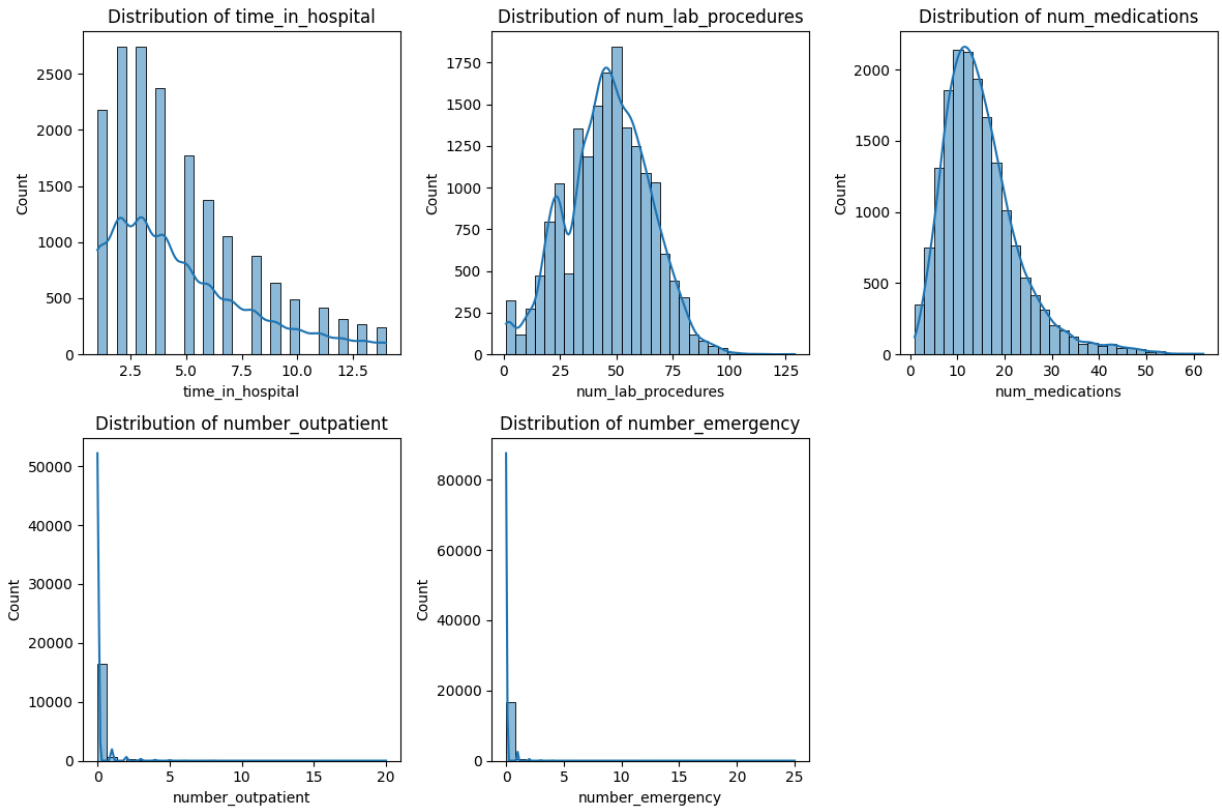 Distribution of time_in_hospital
Count
2500
2000
1500
1000
500
0
2.5 5.0 7.5 10.0 12.5
time_in_hospital
Distribution of num_lab_procedures
Count
1750
1500
1250
1000
750
500
250
0
0 25 50 75 100 125
num_lab_procedures
Distribution of num_medications
Count
2000
1500
1000
500
0
0 10 20 30 40 50 60
num_medications
Distribution of number_outpatient
Count
50000
40000
30000
20000
10000
0
0 5 10 15 20
number_outpatient
Distribution of number_emergency
Count
80000
60000
40000
20000
0
0 5 10 15 20 25
number_emergency